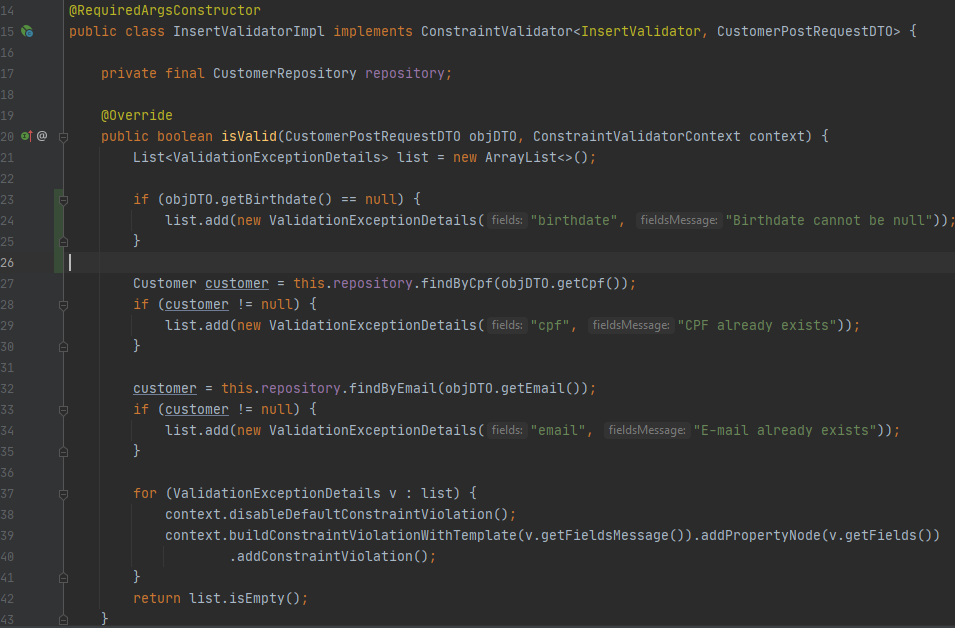 14 @RequiredArgsConstructor
15 public class InsertValidatorImpl implements ConstraintValidator<InsertValidator, CustomerPostRequestDTO> {
16
17     private final CustomerRepository repository;
18
19     @Override
20 @   public boolean isValid(CustomerPostRequestDTO objDTO, ConstraintValidatorContext context) {
21         List<ValidationExceptionDetails> list = new ArrayList<>();
22
23         if (objDTO.getBirthdate() == null) {
24             list.add(new ValidationExceptionDetails( fields: "birthdate", fieldsMessage: "Birthdate cannot be null"));
25         }
26
27         Customer customer = this.repository.findByCpf(objDTO.getCpf());
28         if (customer != null) {
29             list.add(new ValidationExceptionDetails( fields: "cpf", fieldsMessage: "CPF already exists"));
30         }
31
32         customer = this.repository.findByEmail(objDTO.getEmail());
33         if (customer != null) {
34             list.add(new ValidationExceptionDetails( fields: "email", fieldsMessage: "E-mail already exists"));
35         }
36
37         for (ValidationExceptionDetails v : list) {
38             context.disableDefaultConstraintViolation();
39             context.buildConstraintViolationWithTemplate(v.getFieldsMessage()).addPropertyNode(v.getFields())
40                     .addConstraintViolation();
41         }
42         return list.isEmpty();
43     }